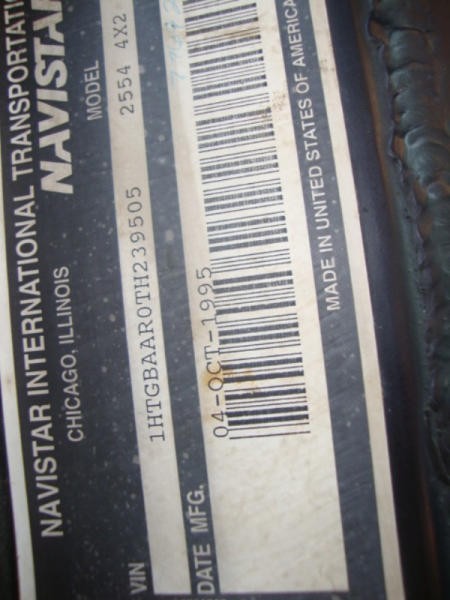 NAVISTAR INTERNATIONAL TRANSPORTATI
CHICAGO, ILLINOIS NAVISTAR
MODEL
VIN 1HTGBAAR0TH239505 2554 4X2
DATE MFG. 04-OCT-1995
MADE IN UNITED STATES OF AMERICA